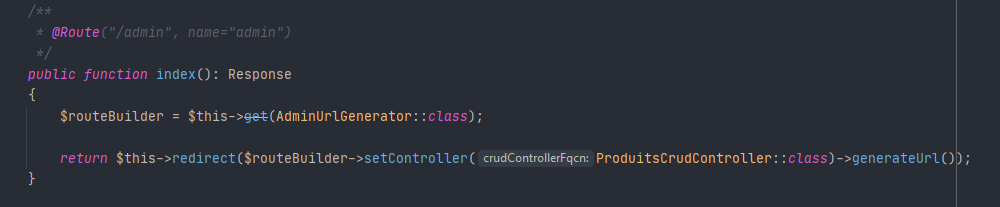 /**
 * @Route("/admin", name="admin")
 */
public function index(): Response
{
    $routeBuilder = $this->get(AdminUrlGenerator::class);

    return $this->redirect($routeBuilder->setController( crudControllerFqcn: ProduitsCrudController::class)->generateUrl());
}